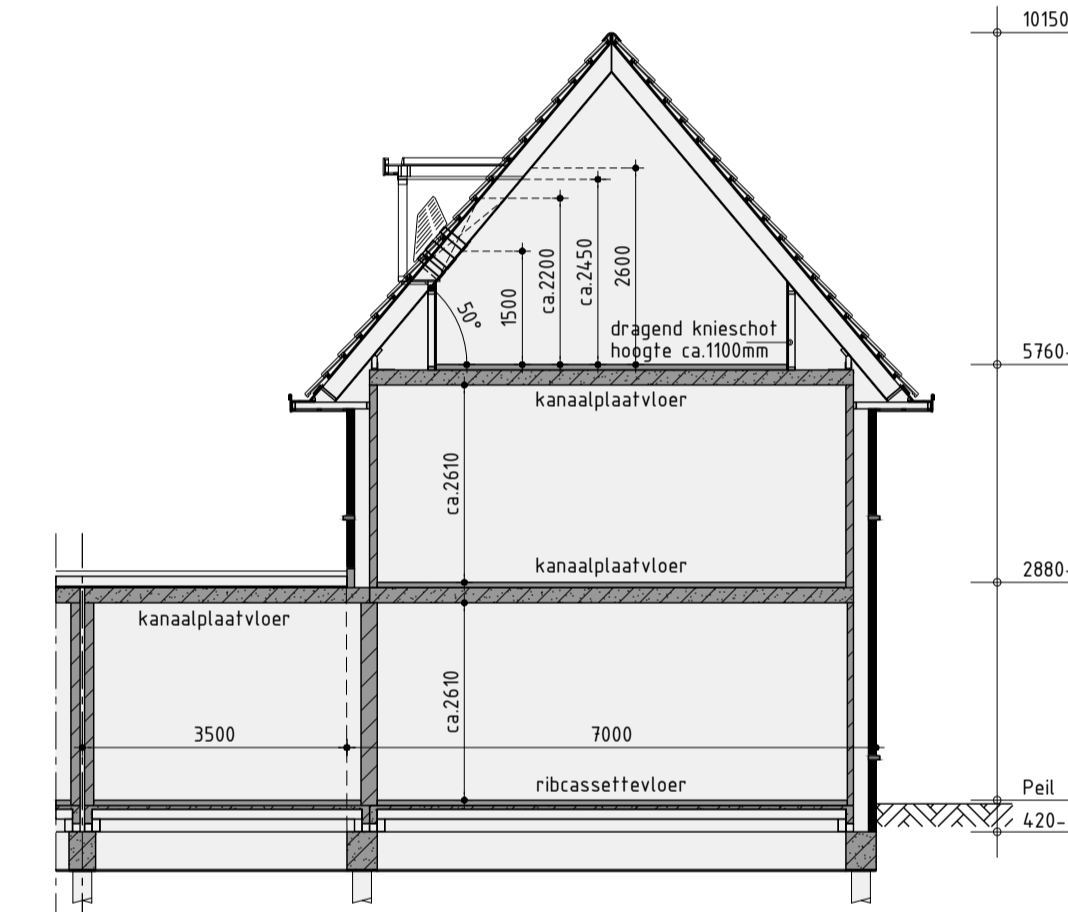 10150
1500
ca.2200
ca.2450
2600
50°
dragend knieschot
hoogte ca.1100mm
5760-
kanaalplaatvloer
ca.2610
kanaalplaatvloer
2880-
kanaalplaatvloer
ca.2610
3500
7000
ribcassettevloer
Peil
420-